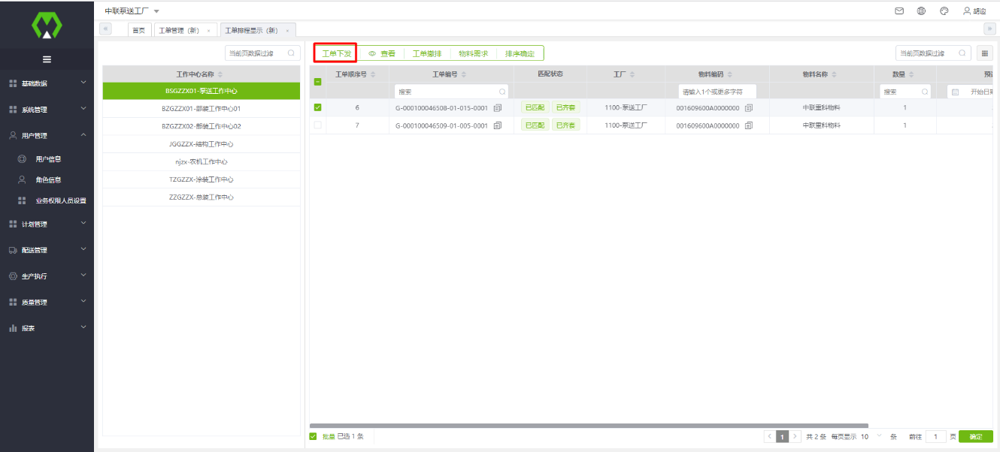 中联泵送工厂
胡迎
首页 工单管理（新） × 工单排程显示（新） ×
基础数据
系统管理
用户管理
用户信息
角色信息
业务权限人员设置
计划管理
配送管理
生产执行
质量管理
报表
当前页数据过滤
工作中心名称
BSGZZX01-泵送工作中心
BZGZZX01-部装工作中心01
BZGZZX02-部装工作中心02
JGGZZX-结构工作中心
njzx-农机工作中心
TZGZZX-涂装工作中心
ZZGZZX-总装工作中心
工单下发 查看 工单撤排 物料需求 排序确定 当前页数据过滤
工单顺序号 工单编号 匹配状态 工厂 物料编码 物料名称 数量
搜索 请输入1个或更多字符 搜索 开始日期
6 G-000100046508-01-015-0001 已匹配 已齐套 1100-泵送工厂 001609600A0000000 中联重科物料 1
7 G-000100046509-01-005-0001 已匹配 已齐套 1100-泵送工厂 001609600A0000000 中联重科物料 1
批量 已选 1 条 1 共 2 条 每页显示 10 条 前往 1 页 确定